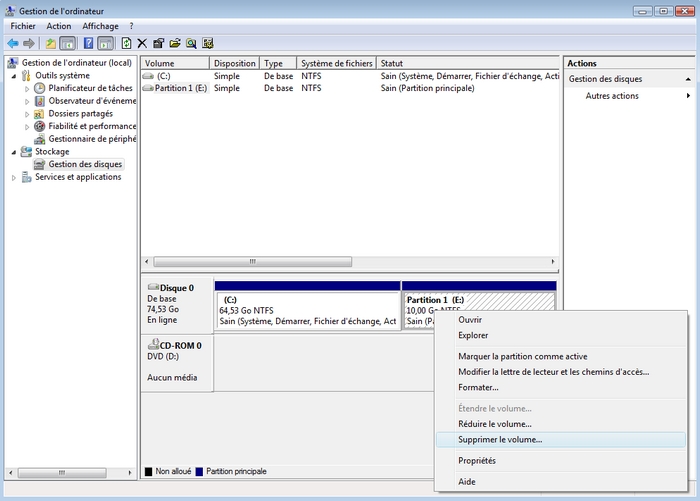 Gestion de l'ordinateur
Fichier Action Affichage ?
Gestion de l'ordinateur (local)
Outils système
Planificateur de tâches
Observateur d'événeme
Dossiers partagés
Fiabilité et performance
Gestionnaire de périphé
Stockage
Gestion des disques
Services et applications
Volume Disposition Type Système de fichiers Statut
(C:) Simple De base NTFS Sain (Système, Démarrer, Fichier d'échange, Acti
Partition 1 (E:) Simple De base NTFS Sain (Partition principale)
Actions
Gestion des disques
Autres actions
Disque 0
De base
74,53 Go
En ligne
(C:)
64,53 Go NTFS
Sain (Système, Démarrer, Fichier d'échange, Act
Partition 1 (E:)
10,00 Go NTFS
Sain (Pa
CD-ROM 0
DVD (D:)
Aucun média
Ouvrir
Explorer
Marquer la partition comme active
Modifier la lettre de lecteur et les chemins d'accès...
Formater...
Étendre le volume...
Réduire le volume...
Supprimer le volume...
Propriétés
Aide
Non alloué Partition principale